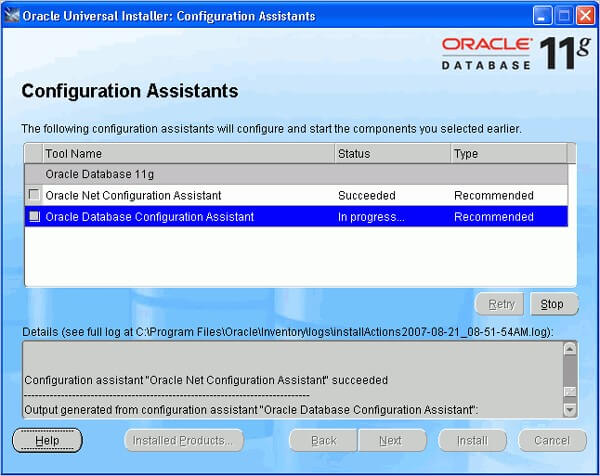 Oracle Universal Installer: Configuration Assistants
ORACLE
DATABASE 11g
Configuration Assistants
The following configuration assistants will configure and start the components you selected earlier.
Tool Name Status Type
Oracle Database 11g
Oracle Net Configuration Assistant Succeeded Recommended
Oracle Database Configuration Assistant In progress... Recommended
Retry Stop
Details (see full log at C:\Program Files\Oracle\Inventory\logs\installActions2007-08-21_08-51-54AM.log):
Configuration assistant "Oracle Net Configuration Assistant" succeeded
-----------------------------------------------------------------------------
Output generated from configuration assistant "Oracle Database Configuration Assistant":
Help Installed Products... Back Next Install Cancel